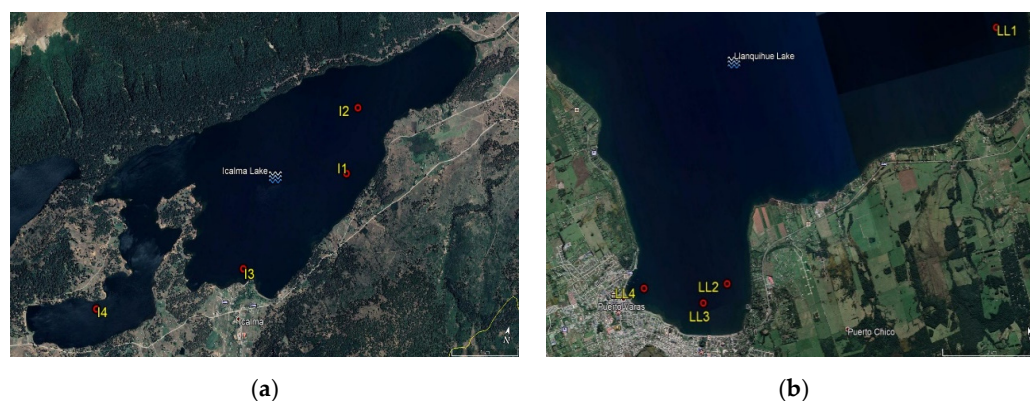 I2
Icalma Lake
I1
I3
I4
Icalma
N
(a)
LL1
Llanquihue Lake
LL2
LL4
Puerto Varas
LL3
Puerto Chico
(b)